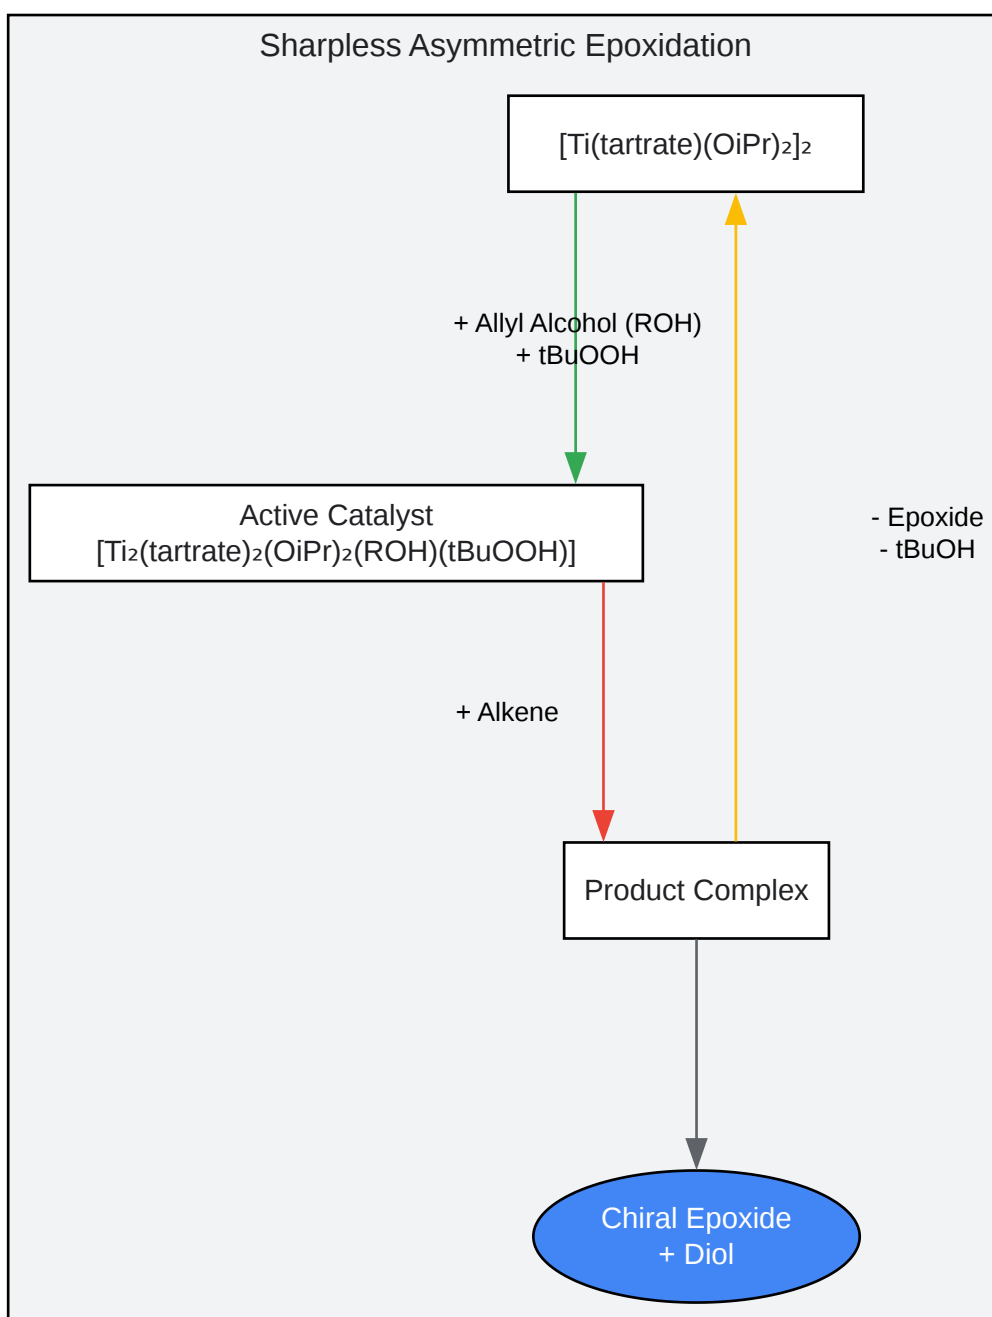 Sharpless Asymmetric Epoxidation
[Ti(tartrate)(OiPr)₂]₂
+ Allyl Alcohol (ROH)
+ tBuOOH
Active Catalyst
[Ti₂(tartrate)₂(OiPr)₂(ROH)(tBuOOH)]
- Epoxide
- tBuOH
+ Alkene
Product Complex
Chiral Epoxide
+ Diol